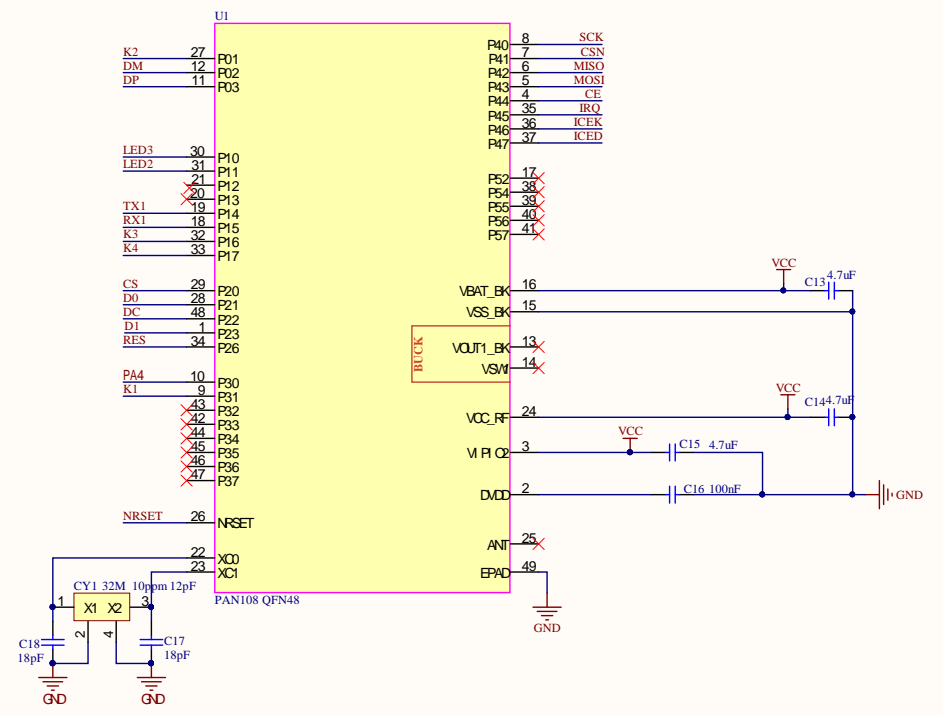 U1
K2 27 P01
DM 12 P02
DP 11 P03
LED3 30 P10
LED2 31 P11
21 P12
20 P13
TX1 19 P14
RX1 18 P15
K3 32 P16
K4 33 P17
CS 29 P20
D0 28 P21
DC 48 P22
D1 1 P23
RES 34 P26
PA4 10 P30
K1 9 P31
43 P32
42 P33
44 P34
45 P35
46 P36
47 P37
NRSET 26 NRSET
22 XC0
23 XC1
P40 8 SCK
P41 7 CSN
P42 6 MISO
P43 5 MOSI
P44 4 CE
P45 35 IRQ
P46 36 ICEK
P47 37 ICED
P52 17
P54 38
P55 39
P56 40
P57 41
VCC
VBAT_BK 16 C13 4.7uF
VSS_BK 15
BUCK
VOUT1_BK 13
VSW1 14
VCC
VCC_RF 24 C14 4.7uF
VCC
VIPIO2 3 C15 4.7uF
DVDD 2 C16 100nF
GND
ANT 25
EPAD 49
GND
PAN108 QFN48
CY1 32M 10ppm 12pF
1 X1 X2 3
2 4
C18
18pF
C17
18pF
GND
GND